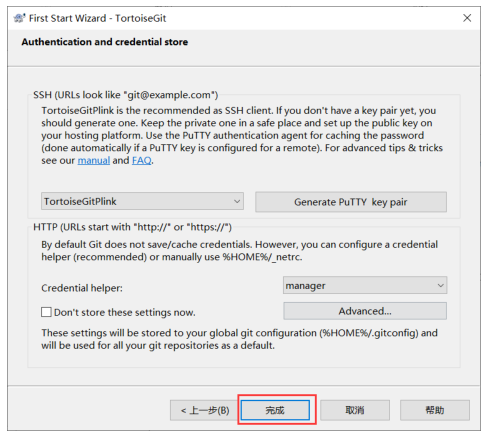 First Start Wizard - TortoiseGit
Authentication and credential store
SSH (URLs look like "git@example.com")
TortoiseGitPlink is the recommended as SSH client. If you don't have a key pair yet, you
should generate one. Keep the private one in a safe place and set up the public key on
your hosting platform. Use the PuTTY authentication agent for caching the password
(done automatically if a PuTTY key is configured for a remote). For advanced tips & tricks
see our manual and FAQ.
TortoiseGitPlink
Generate PuTTY key pair
HTTP (URLs start with "http://" or "https://")
By default Git does not save/cache credentials. However, you can configure a credential
helper (recommended) or manually use %HOME%/_netrc.
Credential helper:
manager
Don't store these settings now.
Advanced...
These settings will be stored to your global git configuration (%HOME%/.gitconfig) and
will be used for all your git repositories as a default.
< 上一步(B)
完成
取消
帮助